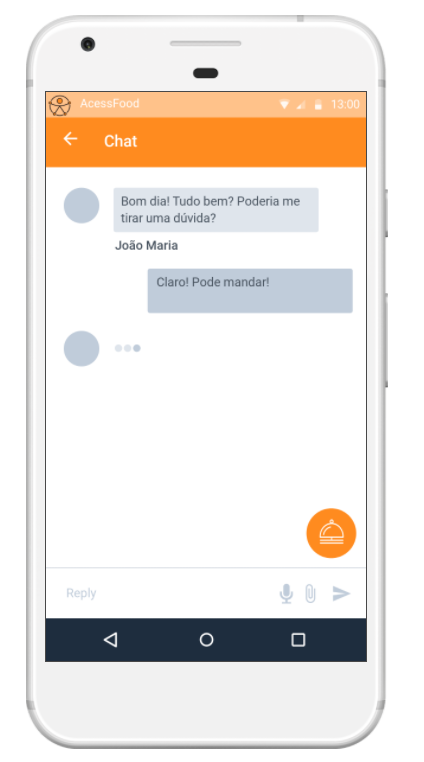 AcessFood
13:00
Chat
Bom dia! Tudo bem? Poderia me
tirar uma dúvida?
João Maria
Claro! Pode mandar!
Reply